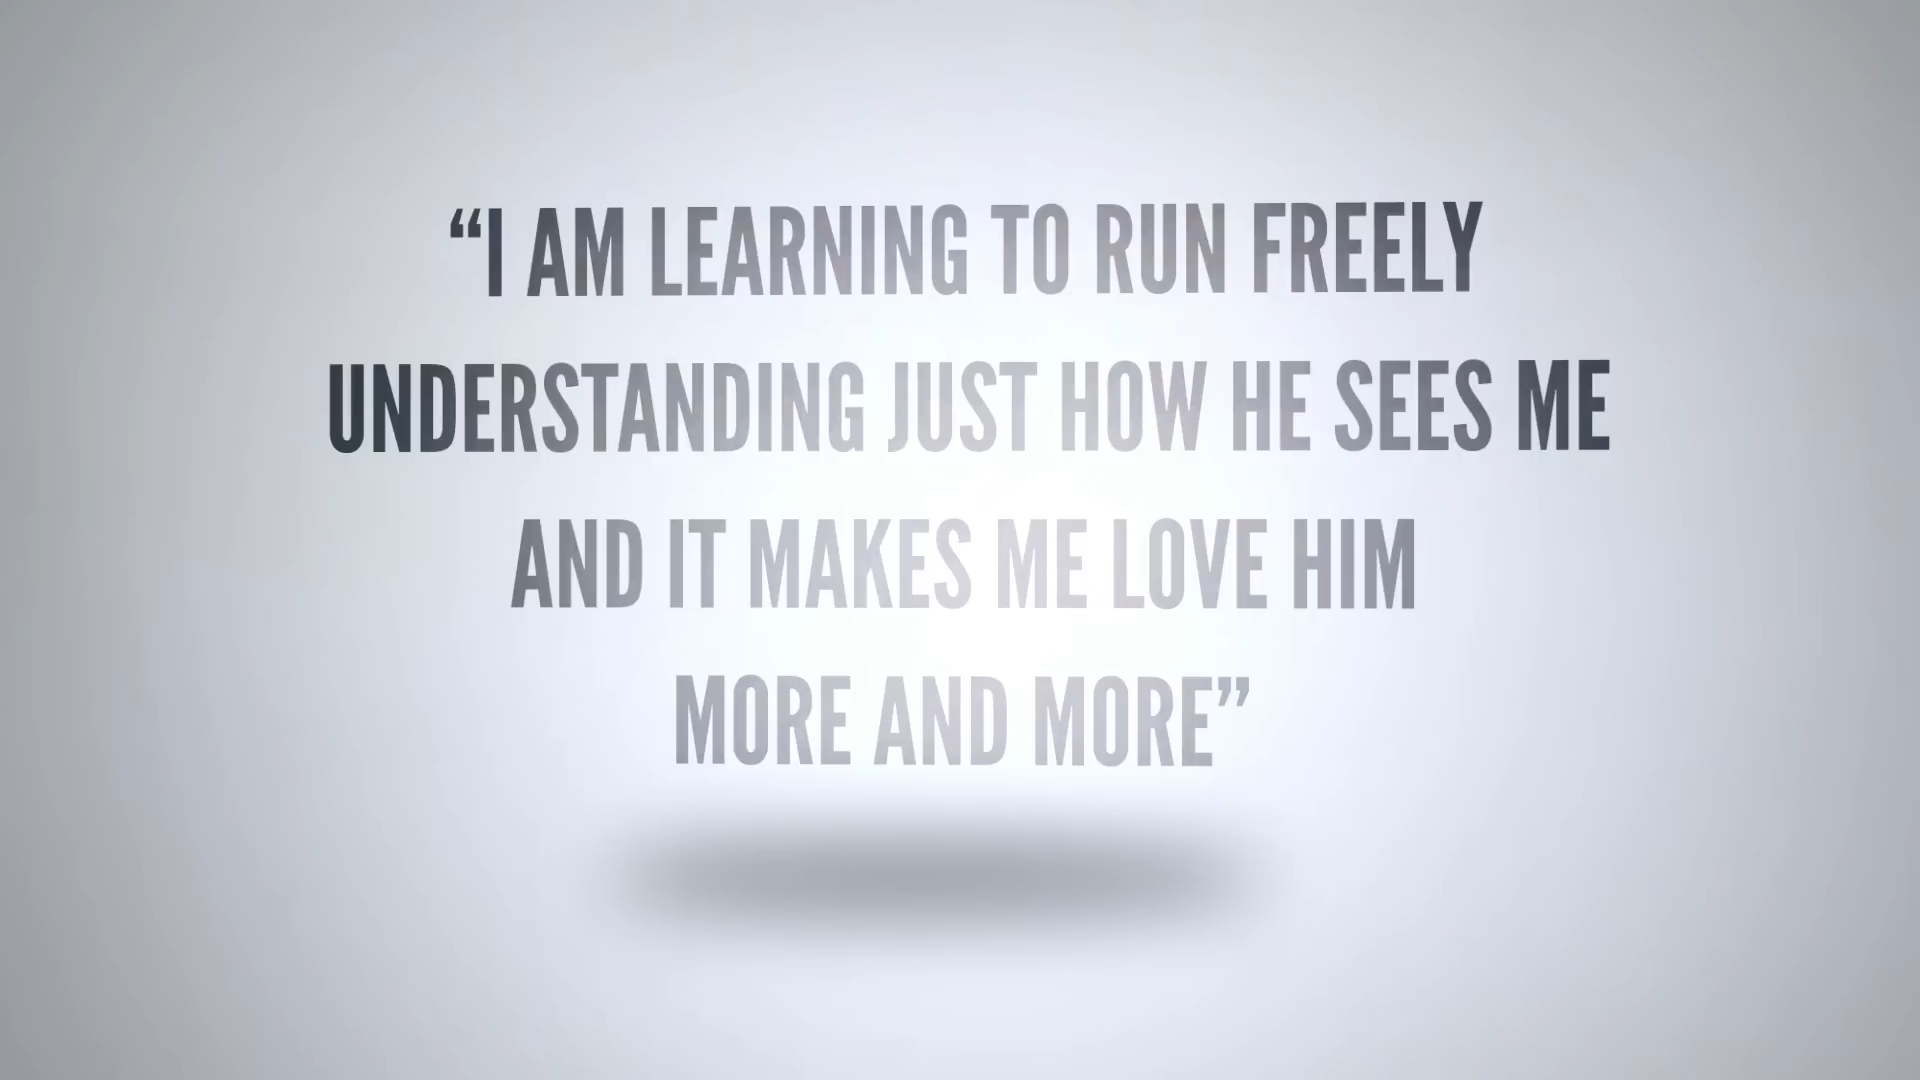 “I AM LEARNING TO RUN FREELY
UNDERSTANDING JUST HOW HE SEES ME
AND IT MAKES ME LOVE HIM
MORE AND MORE”